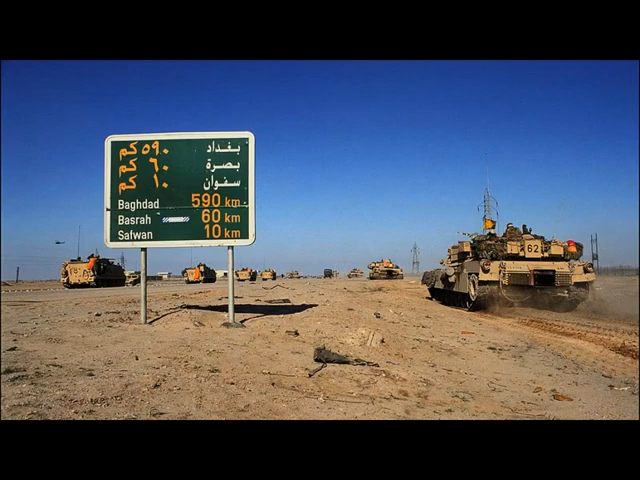 بغداد ٥٩٠ كم
بصرة ٦٠ كم
سفوان ١٠ كم
Baghdad 590 km
Basrah 60 km
Safwan 10 km
62